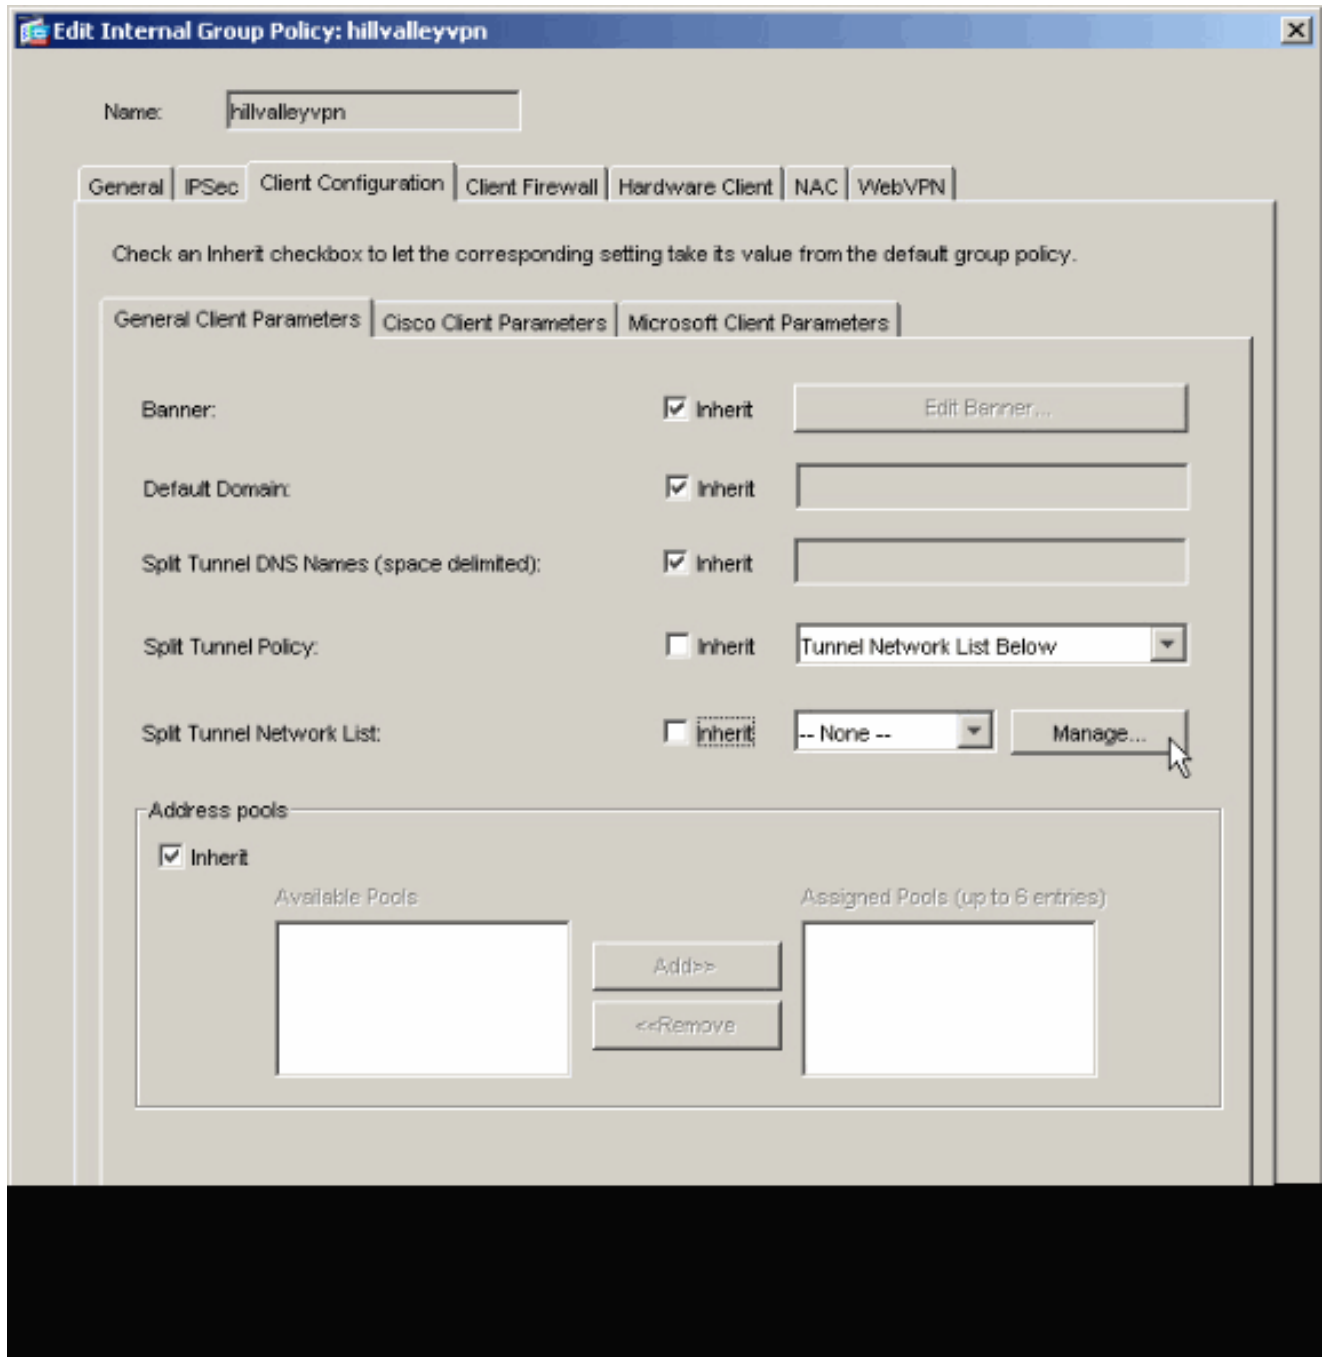 Edit Internal Group Policy: hillvalleyvpn
Name: hillvalleyvpn
General IPSec Client Configuration Client Firewall Hardware Client NAC WebVPN
Check an Inherit checkbox to let the corresponding setting take its value from the default group policy.
General Client Parameters Cisco Client Parameters Microsoft Client Parameters
Banner: Inherit Edit Banner...
Default Domain: Inherit
Split Tunnel DNS Names (space delimited): Inherit
Split Tunnel Policy: Inherit Tunnel Network List Below
Split Tunnel Network List: Inherit -- None -- Manage...
Address pools
Inherit
Available Pools Assigned Pools (up to 6 entries)
Add>>
<<Remove